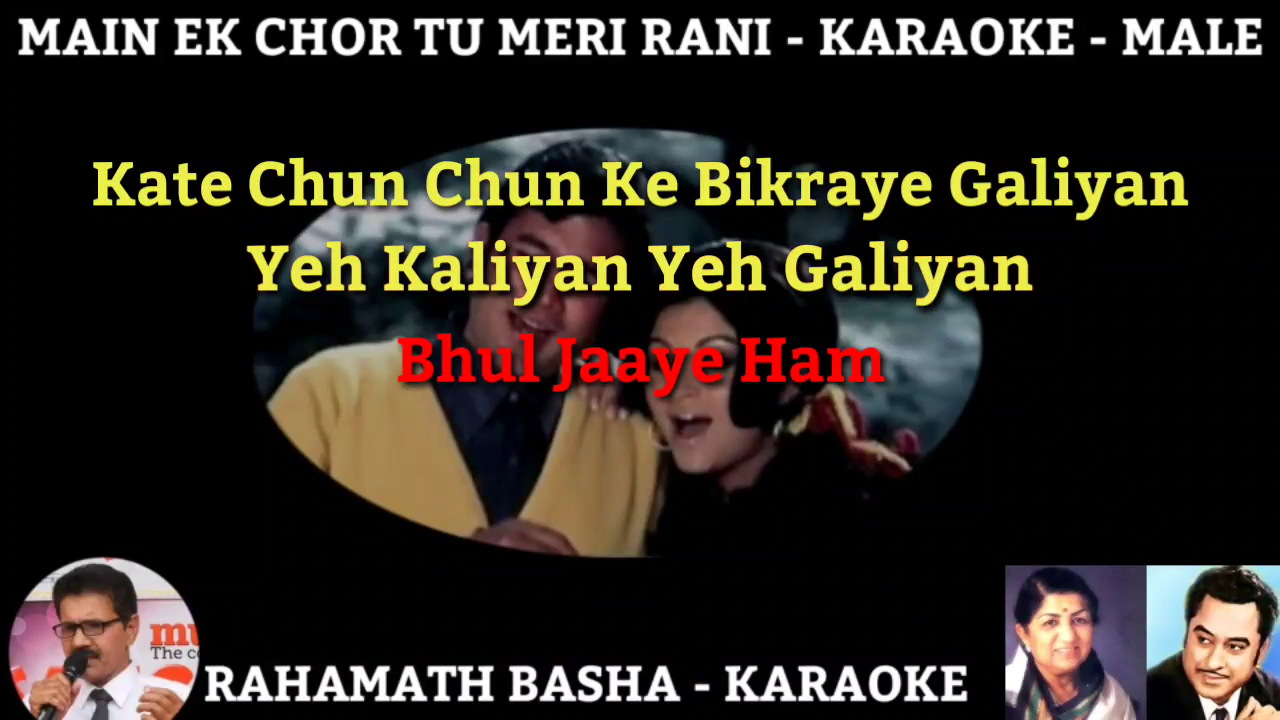 MAIN EK CHOR TU MERI RANI - KARAOKE - MALE
Kate Chun Chun Ke Bikraye Galiyan
Yeh Kaliyan Yeh Galiyan
Bhul Jaaye Ham
The
RAHAMATH BASHA - KARAOKE